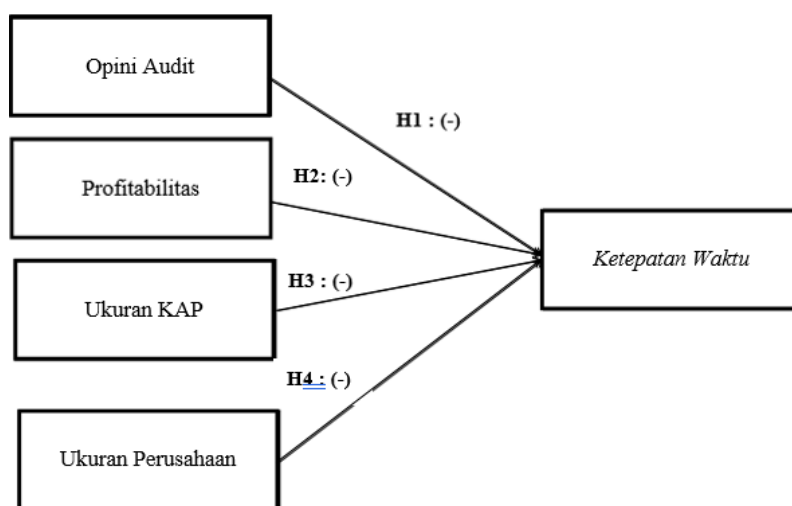 Opini Audit
H1 : (-)
Profitabilitas
H2: (-)
Ketepatan Waktu
Ukuran KAP
H3 : (-)
H4 : (-)
Ukuran Perusahaan